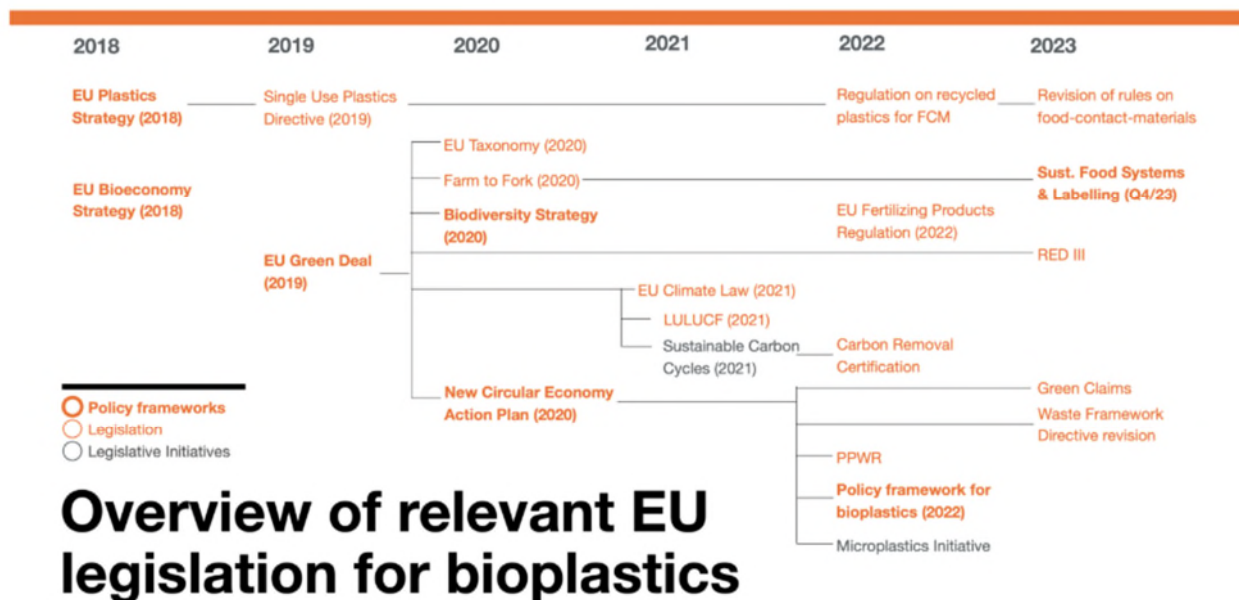 2018
2019
2020
2021
2022
2023
EU Plastics
Strategy (2018)
Single Use Plastics
Directive (2019)
Regulation on recycled
plastics for FCM
Revision of rules on
food-contact-materials
EU Taxonomy (2020)
EU Bioeconomy
Strategy (2018)
Farm to Fork (2020)
Sust. Food Systems
& Labelling (Q4/23)
Biodiversity Strategy
(2020)
EU Fertilizing Products
Regulation (2022)
EU Green Deal
(2019)
RED III
EU Climate Law (2021)
LULUCF (2021)
Sustainable Carbon
Cycles (2021)
Carbon Removal
Certification
New Circular Economy
Action Plan (2020)
Green Claims
Waste Framework
Directive revision
PPWR
Policy framework for
bioplastics (2022)
Microplastics Initiative
Policy frameworks
Legislation
Legislative Initiatives
Overview of relevant EU
legislation for bioplastics